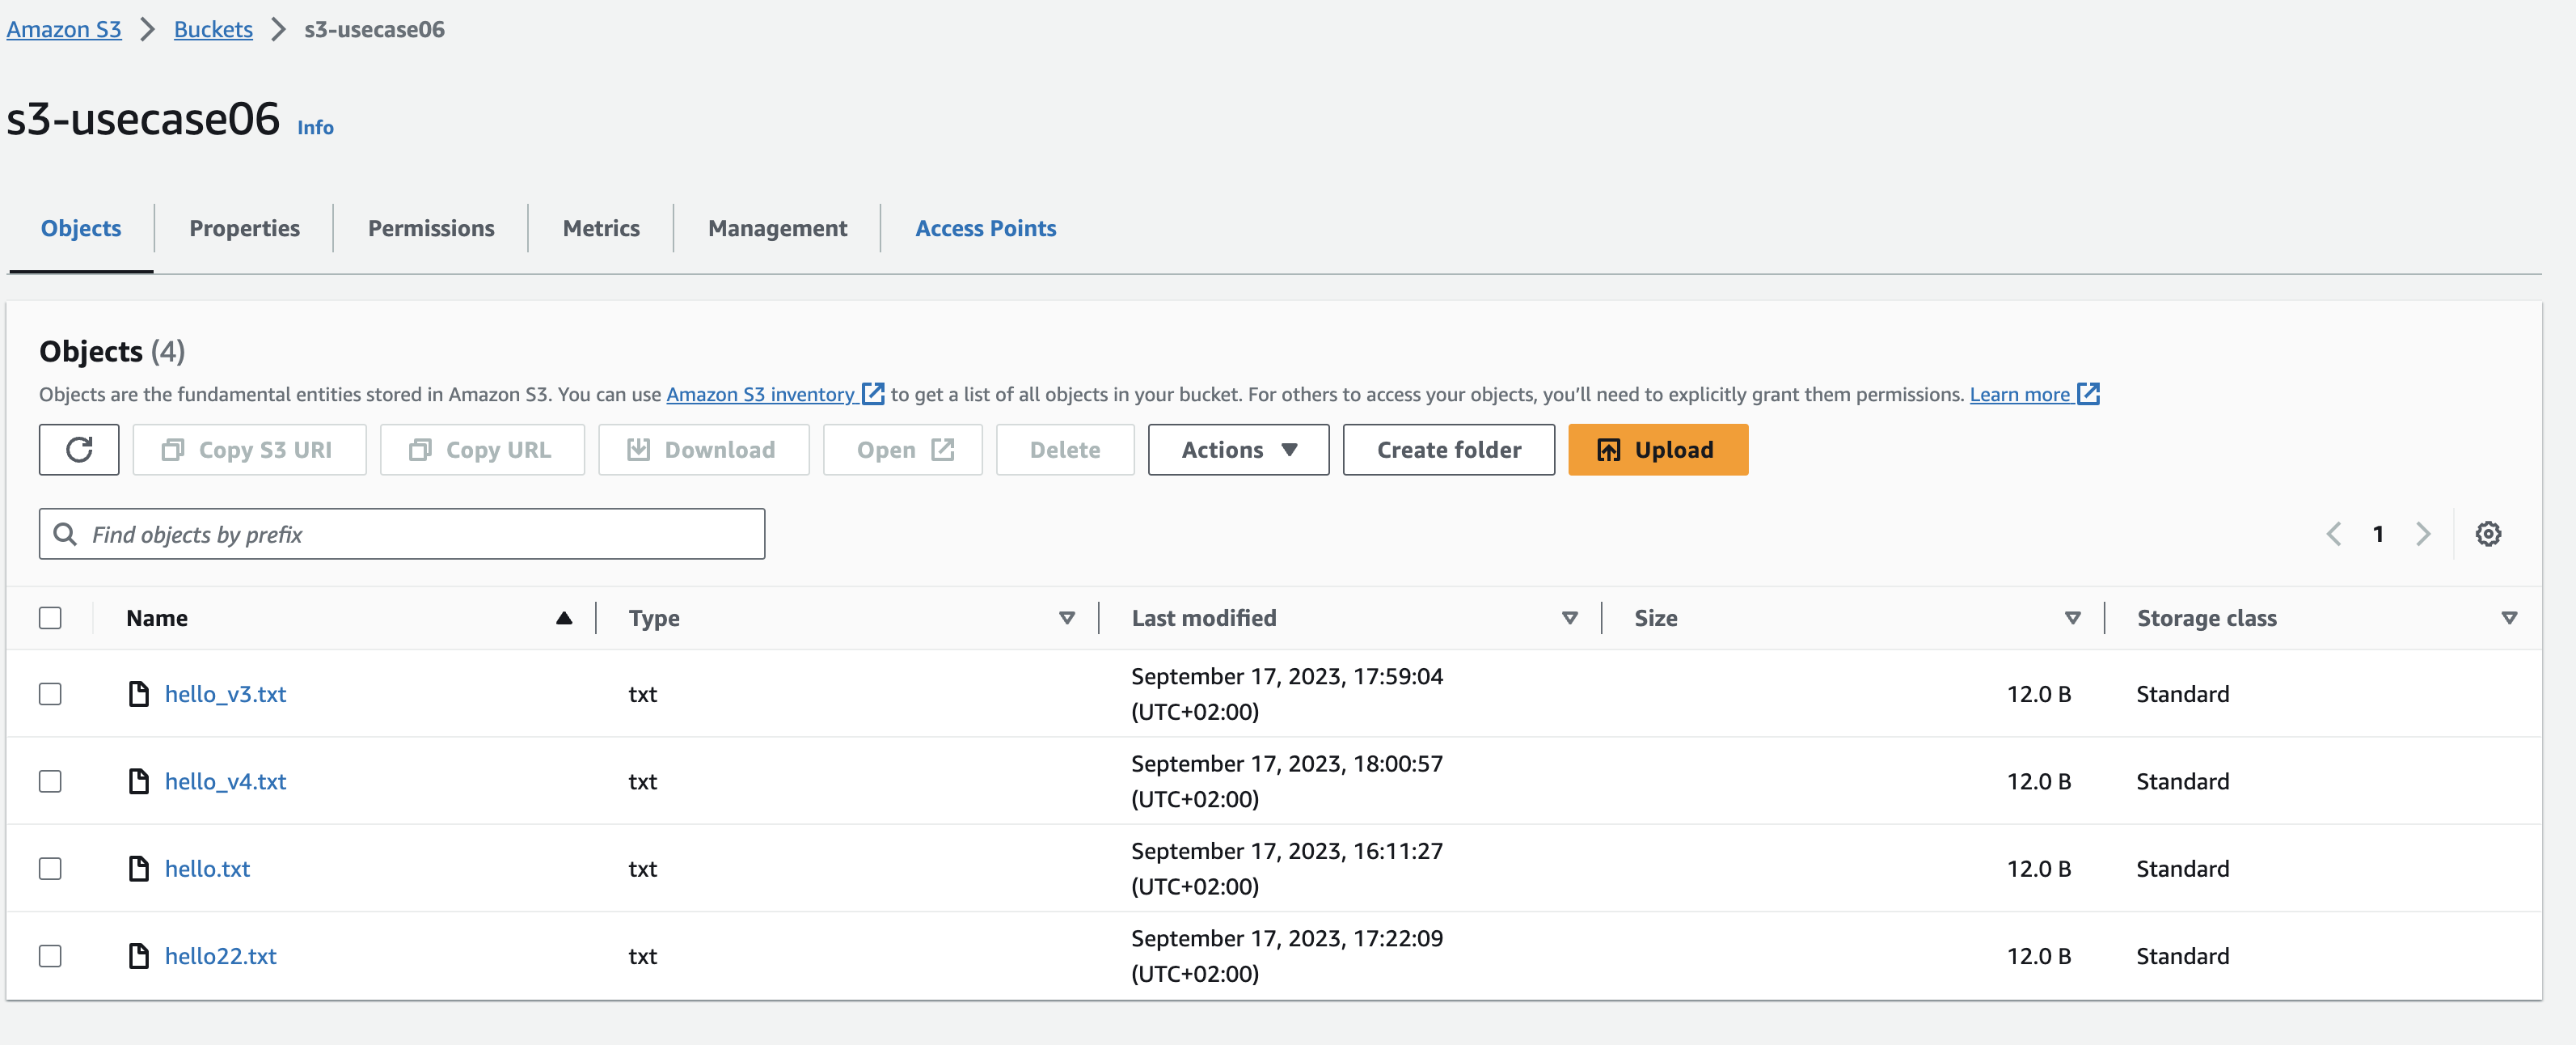 Amazon S3 > Buckets > s3-usecase06
s3-usecase06 Info
Objects Properties Permissions Metrics Management Access Points
Objects (4)
Objects are the fundamental entities stored in Amazon S3. You can use Amazon S3 inventory to get a list of all objects in your bucket. For others to access your objects, you’ll need to explicitly grant them permissions. Learn more
Copy S3 URI Copy URL Download Open Delete Actions Create folder Upload
Find objects by prefix 1
Name Type Last modified Size Storage class
hello_v3.txt txt September 17, 2023, 17:59:04 (UTC+02:00) 12.0 B Standard
hello_v4.txt txt September 17, 2023, 18:00:57 (UTC+02:00) 12.0 B Standard
hello.txt txt September 17, 2023, 16:11:27 (UTC+02:00) 12.0 B Standard
hello22.txt txt September 17, 2023, 17:22:09 (UTC+02:00) 12.0 B Standard